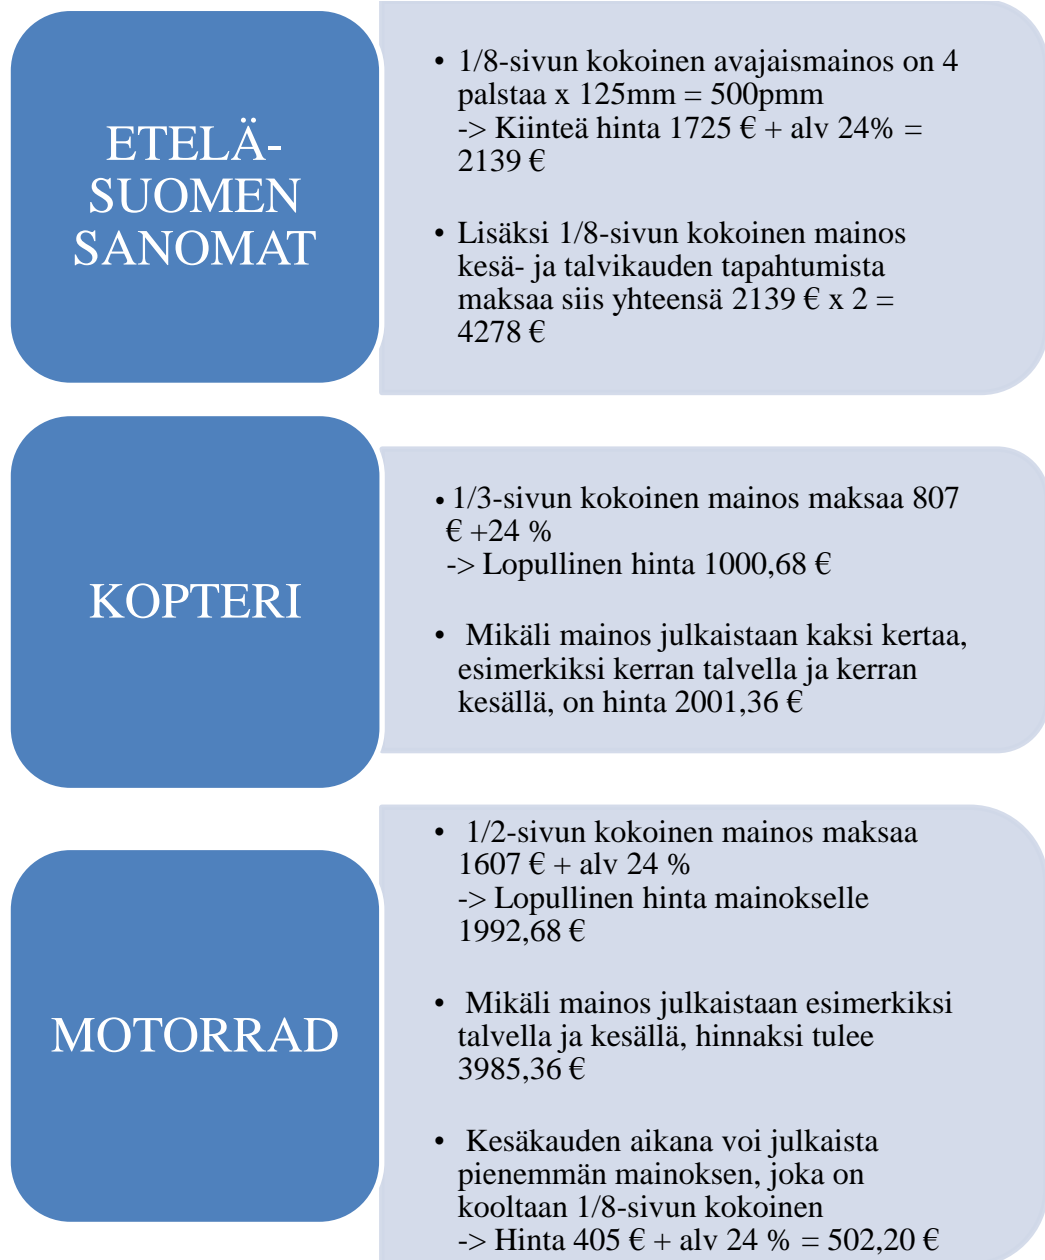 ETELÄ-
SUOMEN
SANOMAT
• 1/8-sivun kokoinen avajaismainos on 4
palstaa x 125mm = 500pmm
-> Kiinteä hinta 1725 € + alv 24% =
2139 €
• Lisäksi 1/8-sivun kokoinen mainos
kesä- ja talvikauden tapahtumista
maksaa siis yhteensä 2139 € x 2 =
4278 €
KOPTERI
• 1/3-sivun kokoinen mainos maksaa 807
€ +24 %
-> Lopullinen hinta 1000,68 €
• Mikäli mainos julkaistaan kaksi kertaa,
esimerkiksi kerran talvella ja kerran
kesällä, on hinta 2001,36 €
MOTORRAD
• 1/2-sivun kokoinen mainos maksaa
1607 € + alv 24 %
-> Lopullinen hinta mainokselle
1992,68 €
• Mikäli mainos julkaistaan esimerkiksi
talvella ja kesällä, hinnaksi tulee
3985,36 €
• Kesäkauden aikana voi julkaista
pienemmän mainoksen, joka on
kooltaan 1/8-sivun kokoinen
-> Hinta 405 € + alv 24 % = 502,20 €